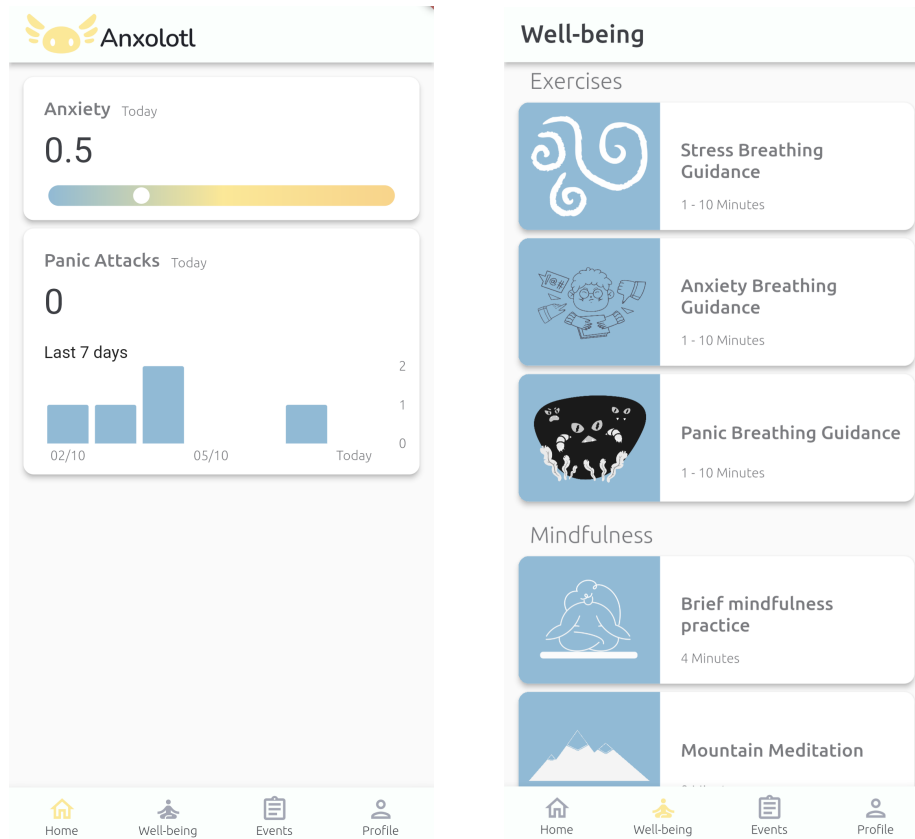 Anxolotl
Anxiety Today
0.5
Panic Attacks Today
0
Last 7 days
2
1
0
02/10 05/10 Today
Home Well-being Events Profile
Well-being
Exercises
Stress Breathing
Guidance
1 - 10 Minutes
!@#
Anxiety Breathing
Guidance
1 - 10 Minutes
Panic Breathing Guidance
1 - 10 Minutes
Mindfulness
Brief mindfulness
practice
4 Minutes
Mountain Meditation
Home Well-being Events Profile